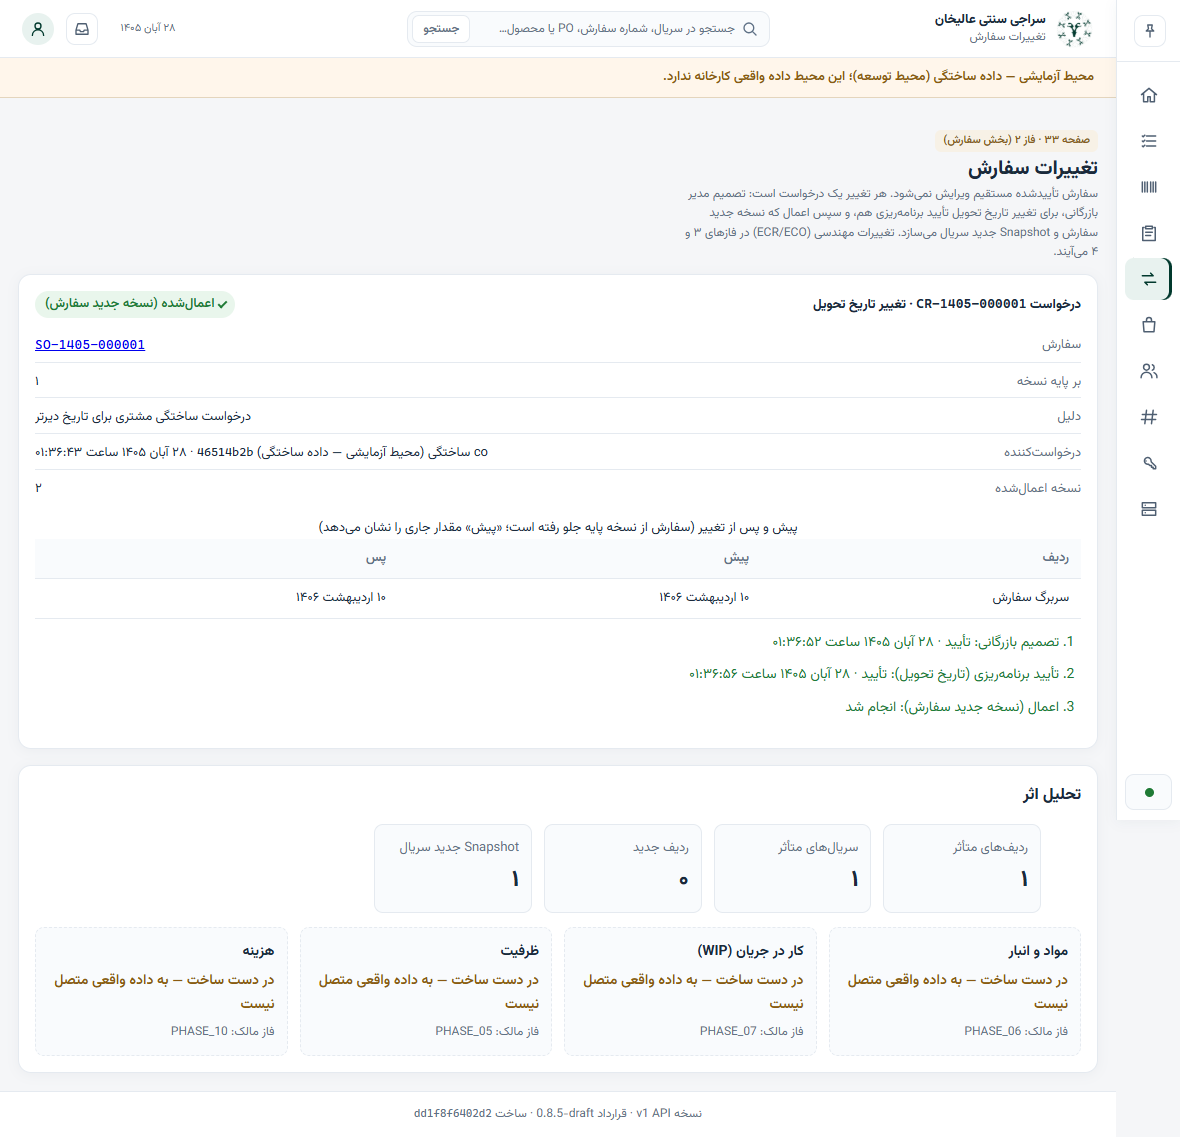 سراجی سنتی عالیخان
تغییرات سفارش
جستجو در سریال، شماره سفارش، PO یا محصول...
جستجو
۲۸ آبان ۱۴۰۵
محیط آزمایشی — داده ساختگی (محیط توسعه)؛ این محیط داده واقعی کارخانه ندارد.
صفحه ۳۳ · فاز ۲ (بخش سفارش)
تغییرات سفارش
سفارش تأییدشده مستقیم ویرایش نمی‌شود. هر تغییر یک درخواست است: تصمیم مدیر
بازرگانی، برای تغییر تاریخ تحویل تأیید برنامه‌ریزی هم، و سپس اعمال که نسخه جدید
سفارش و Snapshot جدید سریال می‌سازد. تغییرات مهندسی (ECR/ECO) در فازهای ۳ و
۴ می‌آیند.
درخواست CR-1405-000001 · تغییر تاریخ تحویل
✓ اعمال‌شده (نسخه جدید سفارش)
سفارش
SO-1405-000001
بر پایه نسخه
۱
دلیل
درخواست ساختگی مشتری برای تاریخ دیرتر
درخواست‌کننده
co ساختگی (محیط آزمایشی — داده ساختگی) 46514b2b · ۲۸ آبان ۱۴۰۵ ساعت ۰۱:۳۶:۴۳
نسخه اعمال‌شده
۲
پیش و پس از تغییر (سفارش از نسخه پایه جلو رفته است؛ «پیش» مقدار جاری را نشان می‌دهد)
ردیف پیش پس
سربرگ سفارش ۱۰ اردیبهشت ۱۴۰۶ ۱۰ اردیبهشت ۱۴۰۶
1. تصمیم بازرگانی: تأیید · ۲۸ آبان ۱۴۰۵ ساعت ۰۱:۳۶:۵۲
2. تأیید برنامه‌ریزی (تاریخ تحویل): تأیید · ۲۸ آبان ۱۴۰۵ ساعت ۰۱:۳۶:۵۶
3. اعمال (نسخه جدید سفارش): انجام شد
تحلیل اثر
ردیف‌های متأثر
۱
سریال‌های متأثر
۱
ردیف جدید
۰
Snapshot جدید سریال
۱
مواد و انبار
در دست ساخت — به داده واقعی متصل
نیست
فاز مالک: PHASE_06
کار در جریان (WIP)
در دست ساخت — به داده واقعی متصل
نیست
فاز مالک: PHASE_07
ظرفیت
در دست ساخت — به داده واقعی متصل
نیست
فاز مالک: PHASE_05
هزینه
در دست ساخت — به داده واقعی متصل
نیست
فاز مالک: PHASE_10
نسخه API v1 · قرارداد 0.8.5-draft · ساخت dd1f8f6402d2